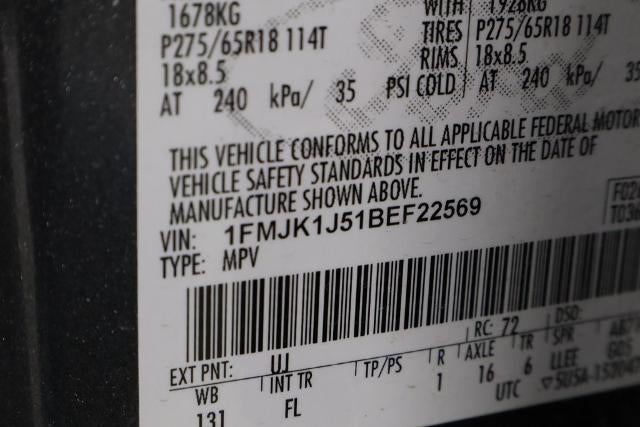 1678KG WITH 1928KG
P275/65R18 114T TIRES P275/65R18 114T
18x8.5 RIMS 18x8.5
AT 240 kPa/ 35 PSI COLD AT 240 kPa/ 35
THIS VEHICLE CONFORMS TO ALL APPLICABLE FEDERAL MOTOR
VEHICLE SAFETY STANDARDS IN EFFECT ON THE DATE OF
MANUFACTURE SHOWN ABOVE.
VIN: 1FMJK1J51BEF22569
TYPE: MPV
RC: 72 DSO:
EXT PNT: UJ
WB INT TR TP/PS R AXLE TR SPR
131 FL 1 16 6 LLEE
UTC